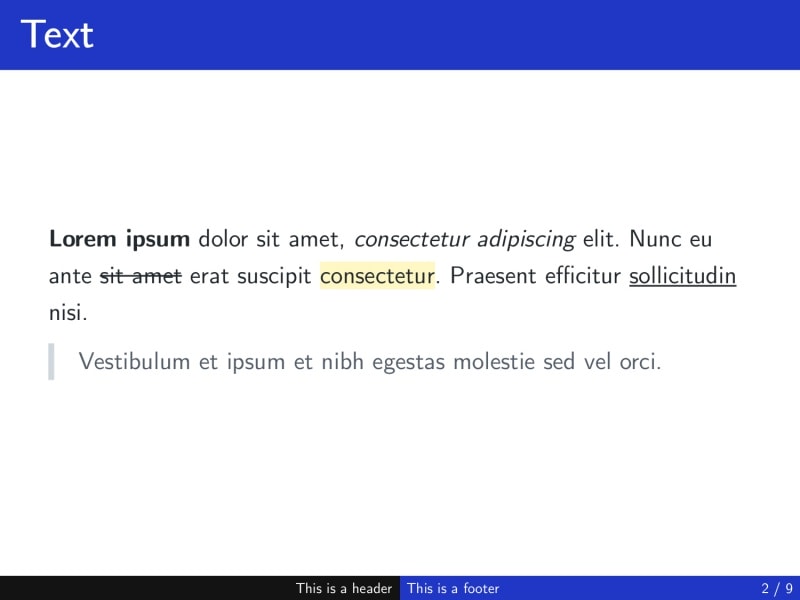 Text
Lorem ipsum dolor sit amet, consectetur adipiscing elit. Nunc eu
ante sit amet erat suscipit consectetur. Praesent efficitur sollicitudin
nisi.
Vestibulum et ipsum et nibh egestas molestie sed vel orci.
This is a header This is a footer 2 / 9